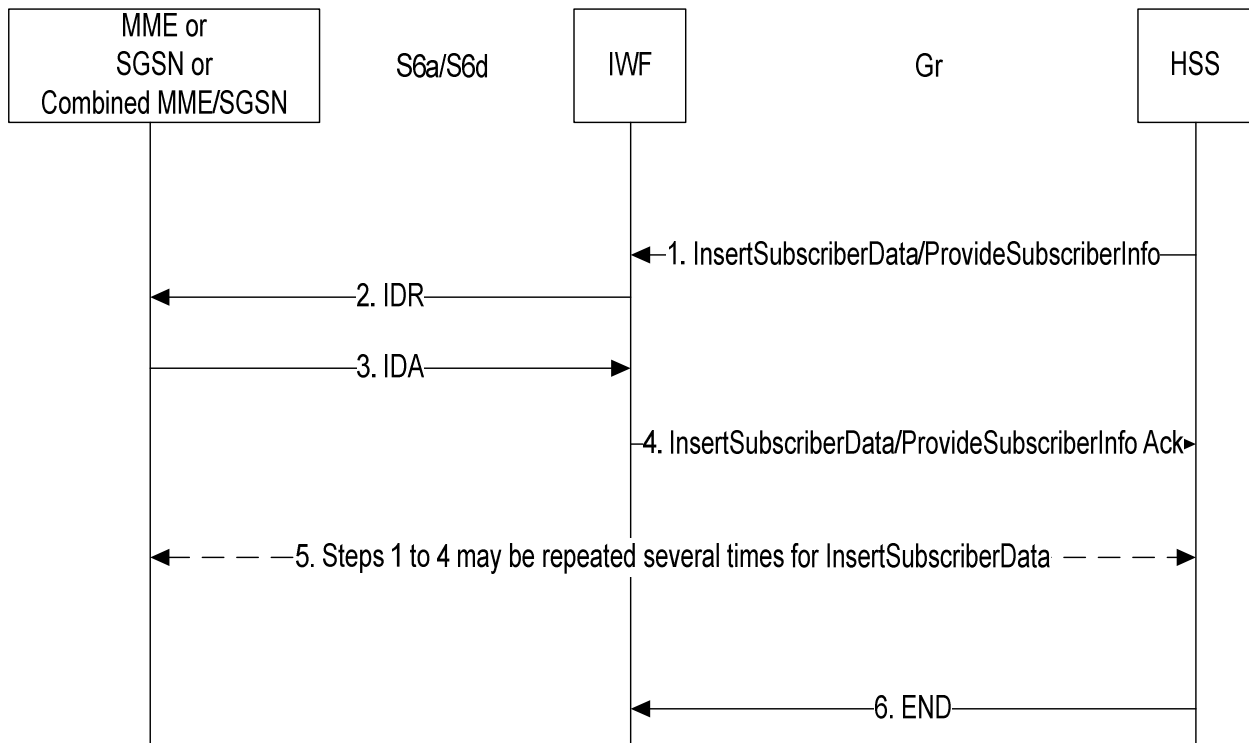 MME or
SGSN or
Combined MME/SGSN
S6a/S6d
IWF
Gr
HSS
1. InsertSubscriberData/ProvideSubscriberInfo
2. IDR
3. IDA
4. InsertSubscriberData/ProvideSubscriberInfo Ack
5. Steps 1 to 4 may be repeated several times for InsertSubscriberData
6. END